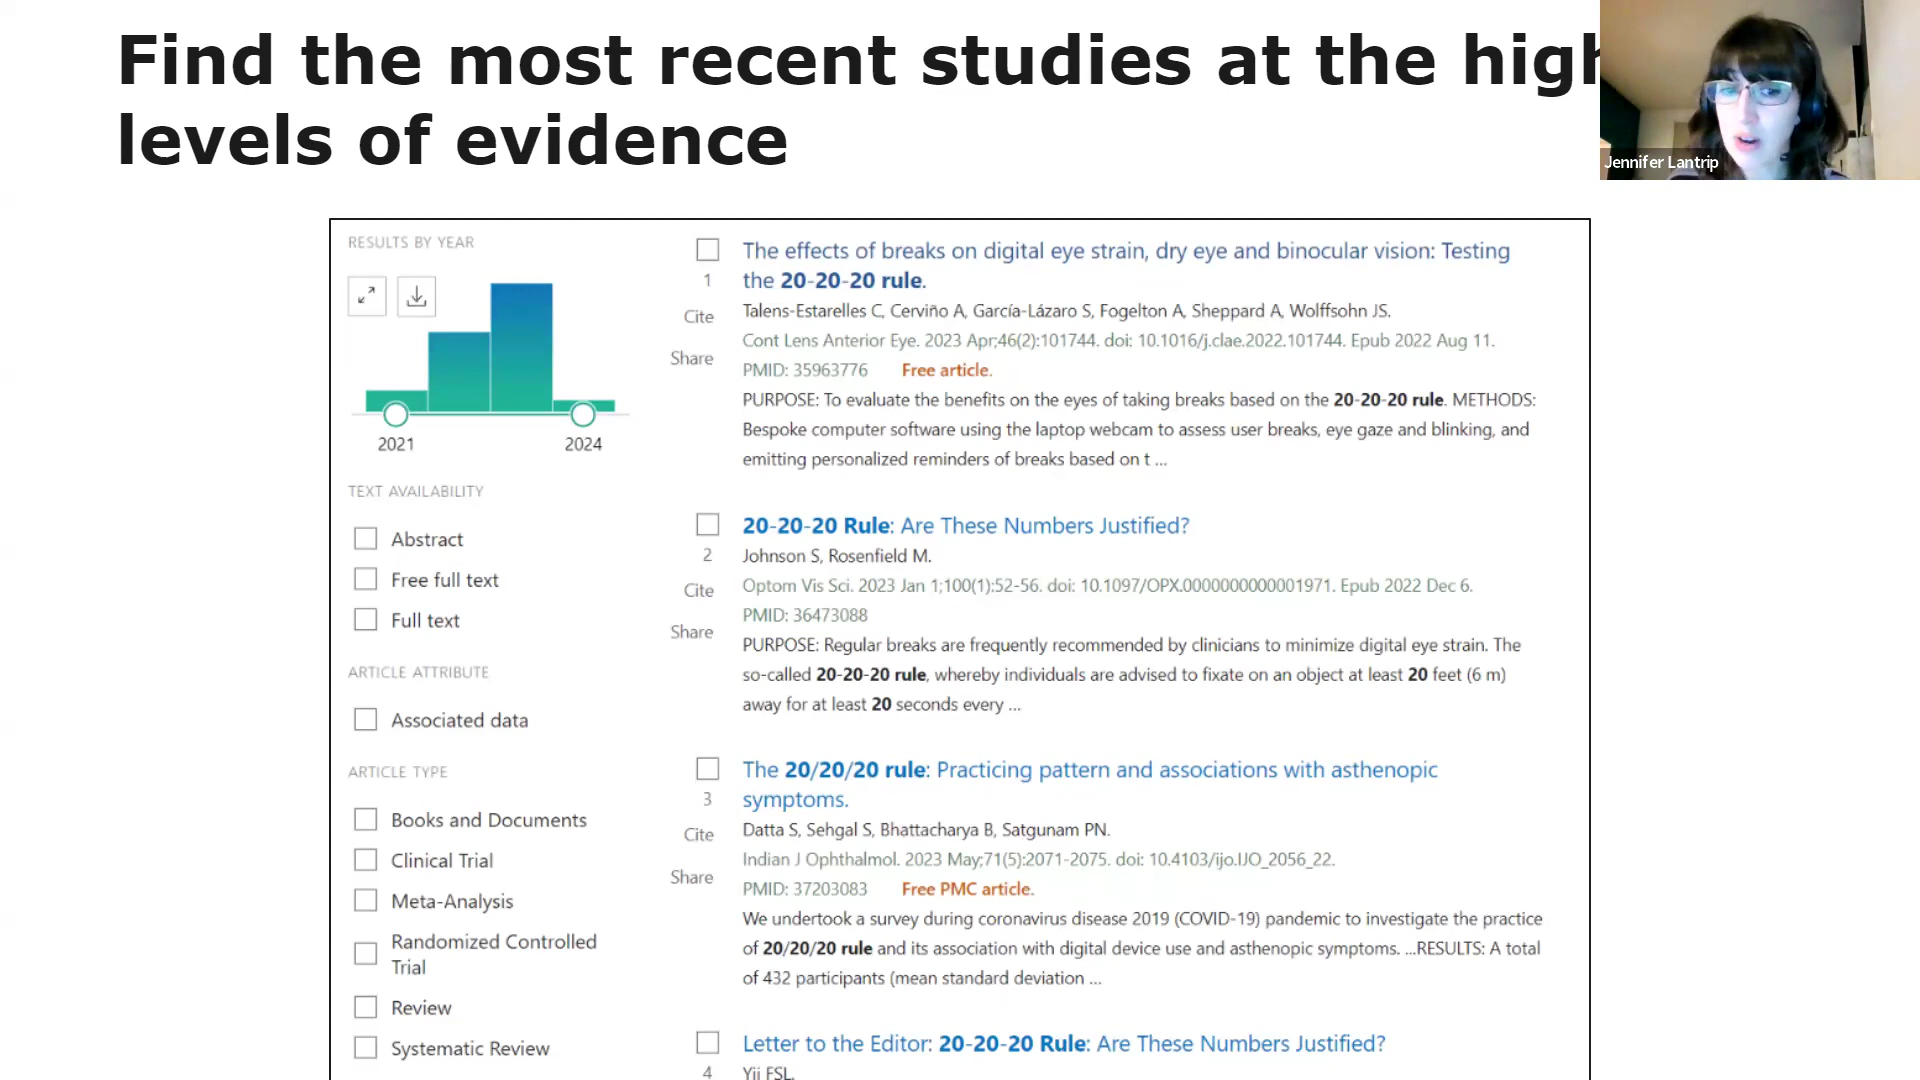 Find the most recent studies at the high
levels of evidence
Jennifer Lantrip
RESULTS BY YEAR
2021
2024
TEXT AVAILABILITY
Abstract
Free full text
Full text
ARTICLE ATTRIBUTE
Associated data
ARTICLE TYPE
Books and Documents
Clinical Trial
Meta-Analysis
Randomized Controlled
Trial
Review
Systematic Review
1
Cite
Share
The effects of breaks on digital eye strain, dry eye and binocular vision: Testing
the 20-20-20 rule.
Talens-Estarelles C, Cerviño A, García-Lázaro S, Fogelton A, Sheppard A, Wolffsohn JS.
Cont Lens Anterior Eye. 2023 Apr;46(2):101744. doi: 10.1016/j.clae.2022.101744. Epub 2022 Aug 11.
PMID: 35963776 Free article.
PURPOSE: To evaluate the benefits on the eyes of taking breaks based on the 20-20-20 rule. METHODS:
Bespoke computer software using the laptop webcam to assess user breaks, eye gaze and blinking, and
emitting personalized reminders of breaks based on t ...
2
Cite
Share
20-20-20 Rule: Are These Numbers Justified?
Johnson S, Rosenfield M.
Optom Vis Sci. 2023 Jan 1;100(1):52-56. doi: 10.1097/OPX.0000000000001971. Epub 2022 Dec 6.
PMID: 36473088
PURPOSE: Regular breaks are frequently recommended by clinicians to minimize digital eye strain. The
so-called 20-20-20 rule, whereby individuals are advised to fixate on an object at least 20 feet (6 m)
away for at least 20 seconds every ...
3
Cite
Share
The 20/20/20 rule: Practicing pattern and associations with asthenopic
symptoms.
Datta S, Sehgal S, Bhattacharya B, Satgunam PN.
Indian J Ophthalmol. 2023 May;71(5):2071-2075. doi: 10.4103/ijo.IJO_2056_22.
PMID: 37203083 Free PMC article.
We undertook a survey during coronavirus disease 2019 (COVID-19) pandemic to investigate the practice
of 20/20/20 rule and its association with digital device use and asthenopic symptoms. ...RESULTS: A total
of 432 participants (mean standard deviation ...
4
Letter to the Editor: 20-20-20 Rule: Are These Numbers Justified?
Yii FSL.